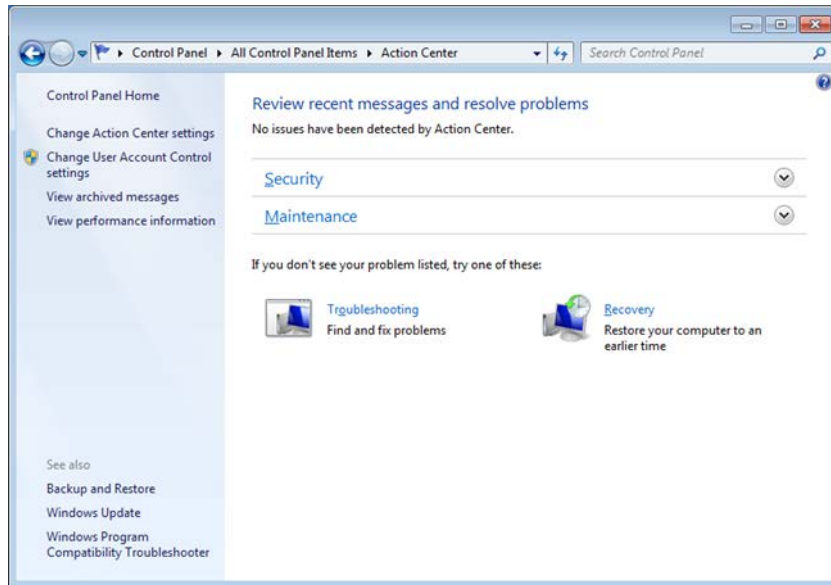 Control Panel ▸ All Control Panel Items ▸ Action Center
Search Control Panel
Control Panel Home
Change Action Center settings
Change User Account Control
settings
View archived messages
View performance information
See also
Backup and Restore
Windows Update
Windows Program
Compatibility Troubleshooter
Review recent messages and resolve problems
No issues have been detected by Action Center.
Security
Maintenance
If you don't see your problem listed, try one of these:
Troubleshooting
Find and fix problems
Recovery
Restore your computer to an
earlier time